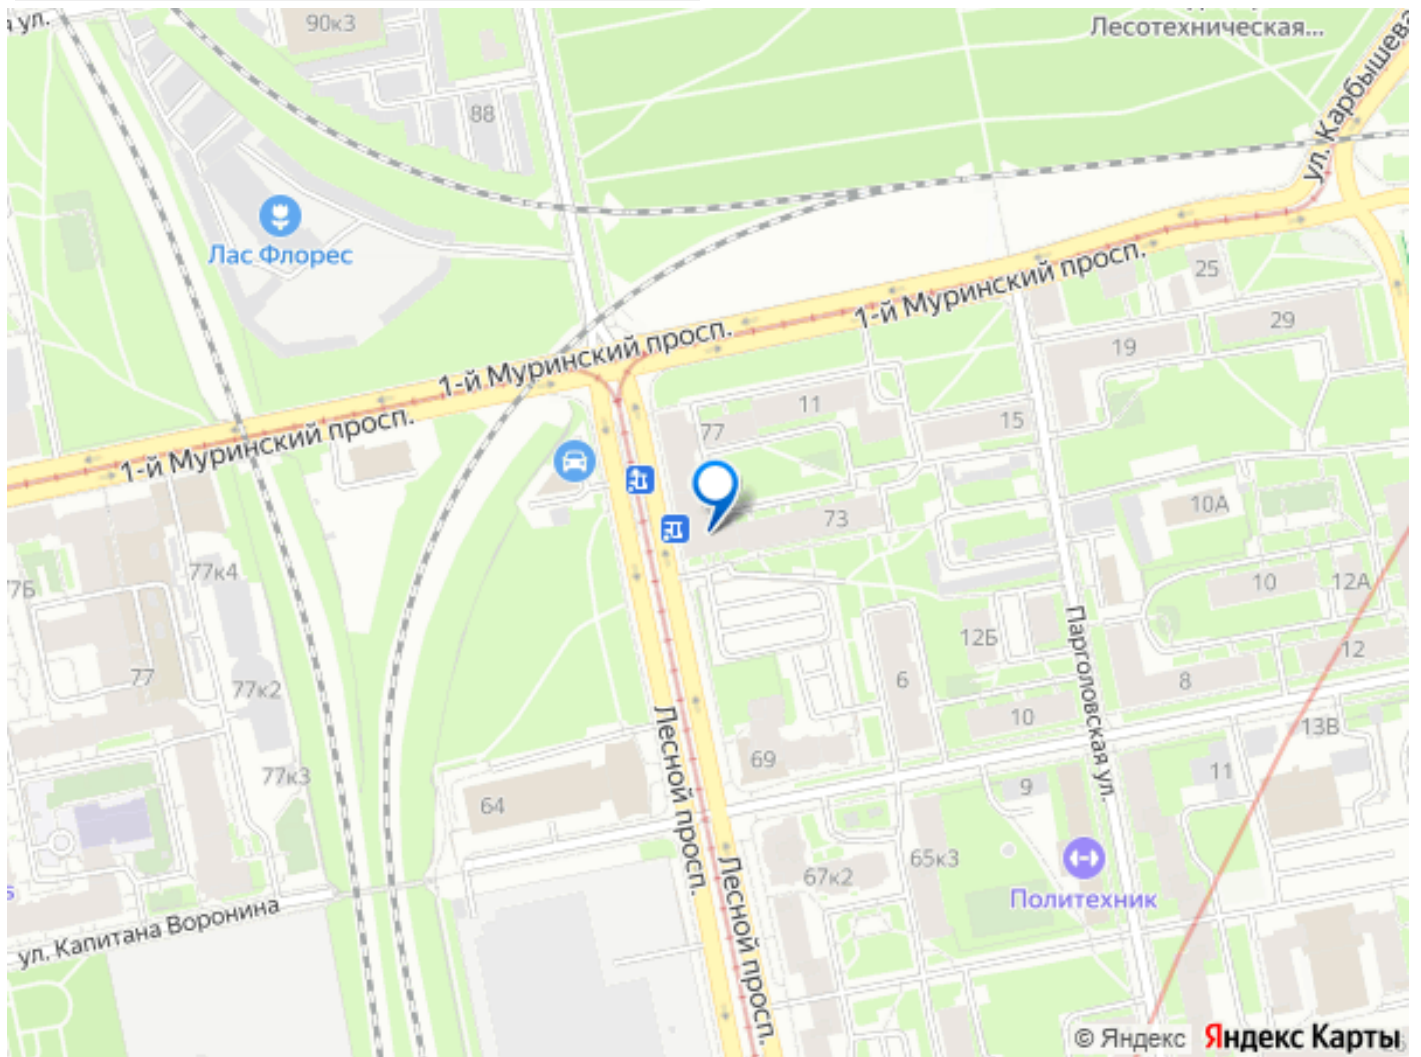 я ул.
90к3
Лесотехническая...
ул. Карбышева
88
Лас Флорес
25
1-й Муринский просп.
29
1-й Муринский просп.
19
11
15
77
1-й Муринский просп.
73
10А
77к4
7Б
10
12А
Парголовская ул.
12Б
12
77
6
8
77к2
10
Лесной просп.
13В
69
77к3
11
9
64
Лесной просп.
65к3
67к2
Политехник
s
ул. Капитана Воронина
© Яндекс Яндекс Карты